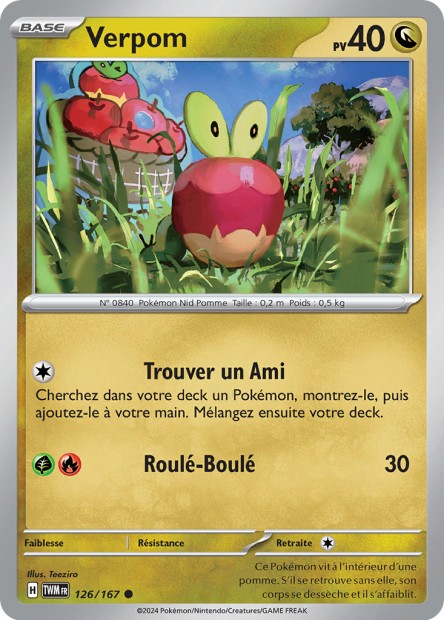 BASE Verpom PV 40
N° 0840 Pokémon Nid Pomme Taille : 0,2 m Poids : 0,5 kg
Trouver un Ami
Cherchez dans votre deck un Pokémon, montrez-le, puis
ajoutez-le à votre main. Mélangez ensuite votre deck.
Roulé-Boulé 30
Faiblesse Résistance Retraite
Illus. Teeziro
H TWM FR 126/167
Ce Pokémon vit à l'intérieur d'une
pomme. S'il se retrouve sans elle, son
corps se dessèche et il s'affaiblit.
©2024 Pokémon/Nintendo/Creatures/GAME FREAK